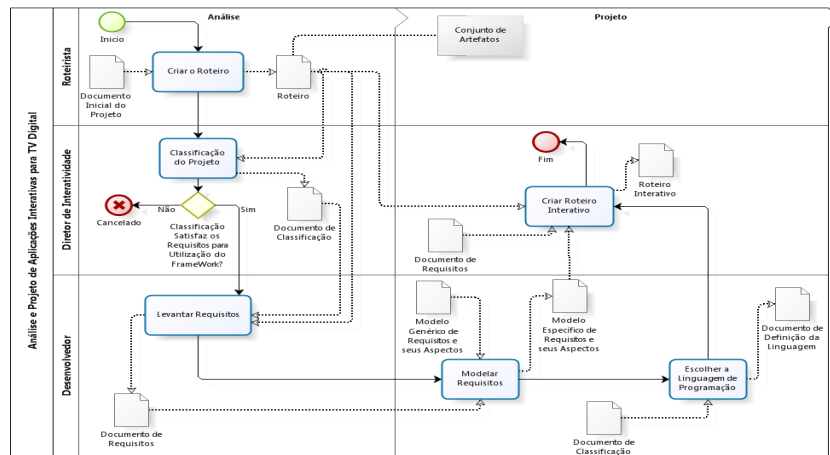 Análise e Projeto de Aplicações Interativas para TV Digital
Análise
Projeto
Roteirista
Inicio
Documento
Inicial do
Projeto
Criar o Roteiro
Roteiro
Conjunto de
Artefatos
Diretor de Interatividade
Classificação
do Projeto
Não
Sim
Cancelado
Classificação
Satisfaz os
Requisitos para
Utilização do
FrameWork?
Documento de
Classificação
Fim
Criar Roteiro
Interativo
Roteiro
Interativo
Documento de
Requisitos
Desenvolvedor
Levantar Requisitos
Documento de
Requisitos
Modelo
Genérico de
Requisitos e
seus Aspectos
Modelo
Específico de
Requisitos e
seus Aspectos
Modelar
Requisitos
Escolher a
Linguagem de
Programação
Documento de
Definição da
Linguagem
Documento de
Classificação